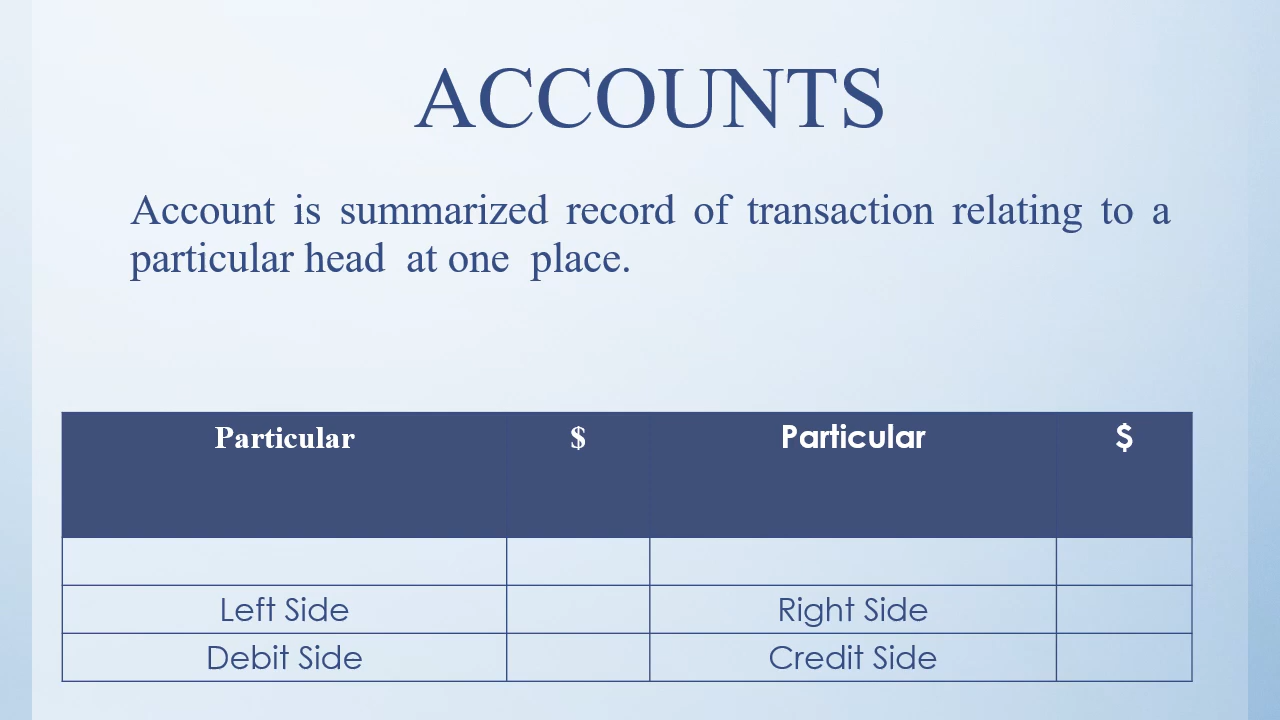 ACCOUNTS
Account is summarized record of transaction relating to a
particular head at one place.
Particular $ Particular $
Left Side Right Side
Debit Side Credit Side